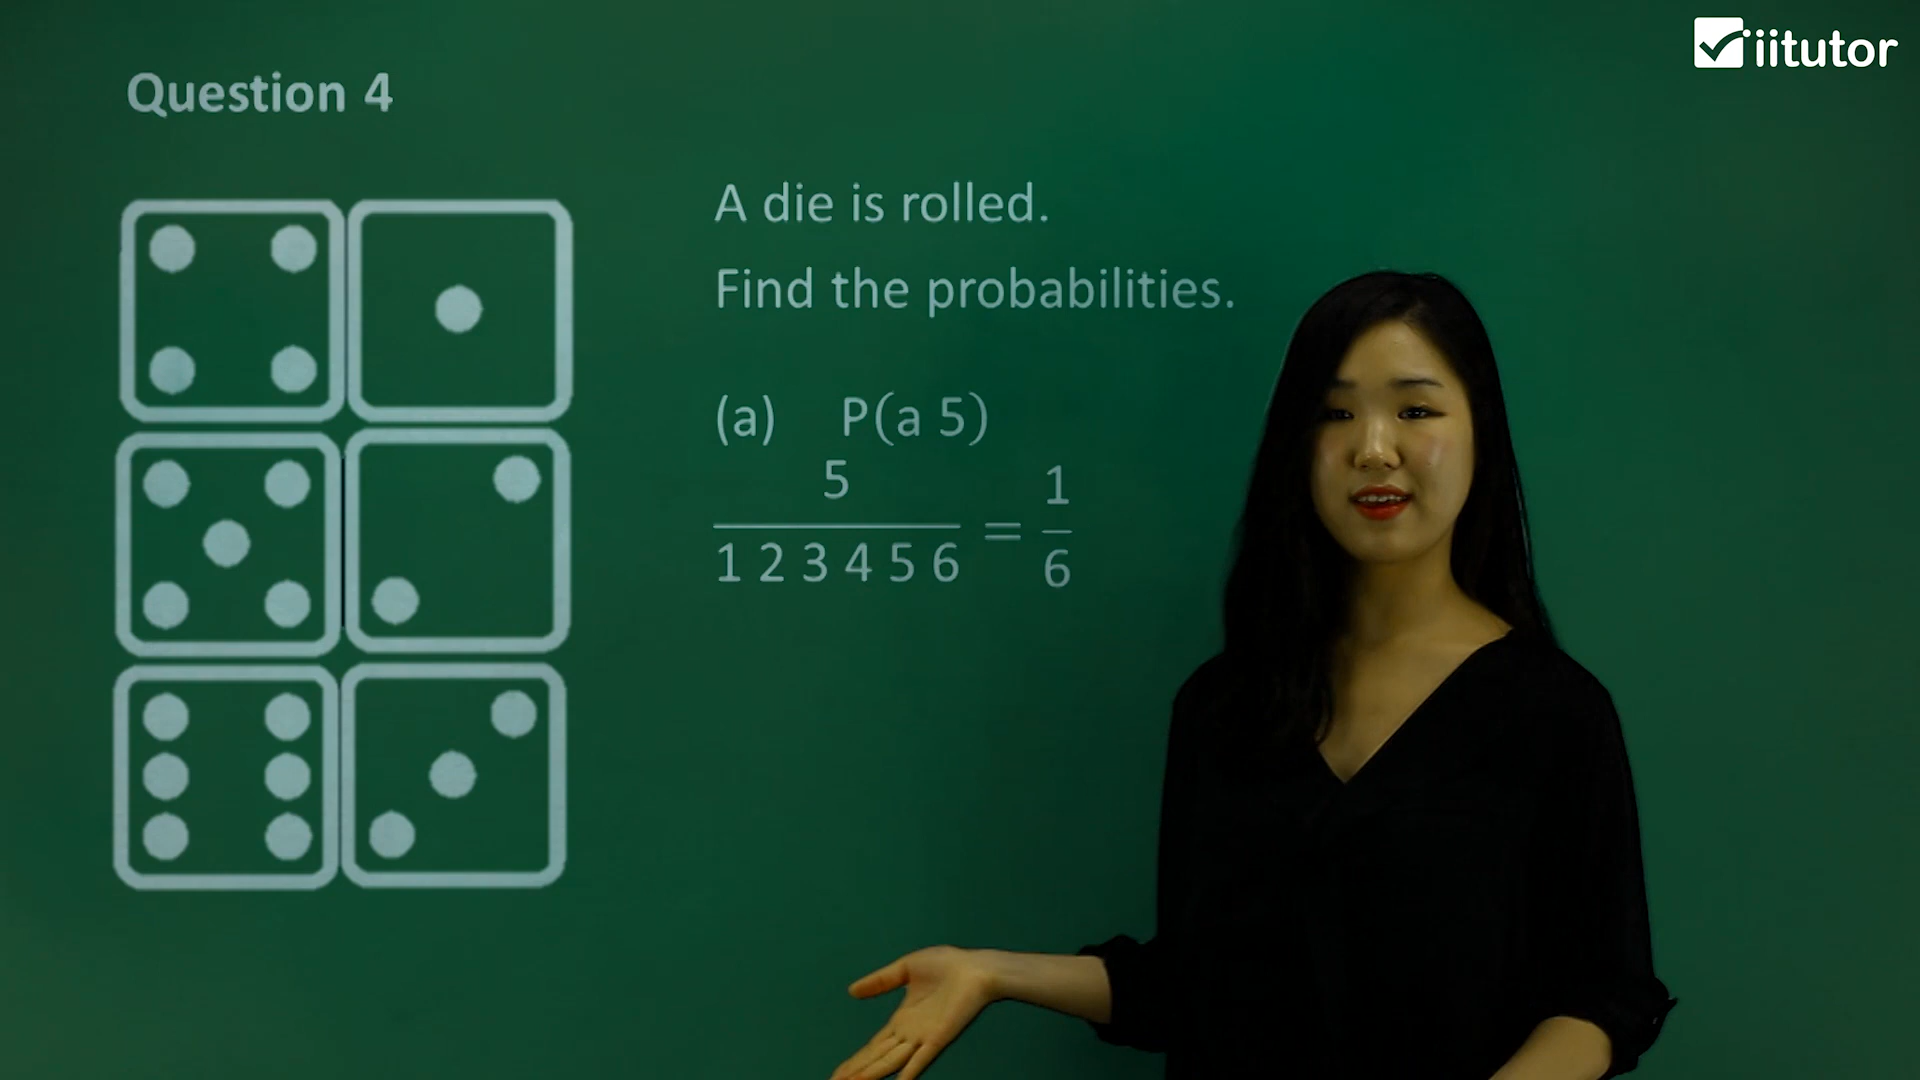 iitutor
Question 4
A die is rolled.
Find the probabilities.
(a) P(a 5)
5
1 2 3 4 5 6
=
1
6